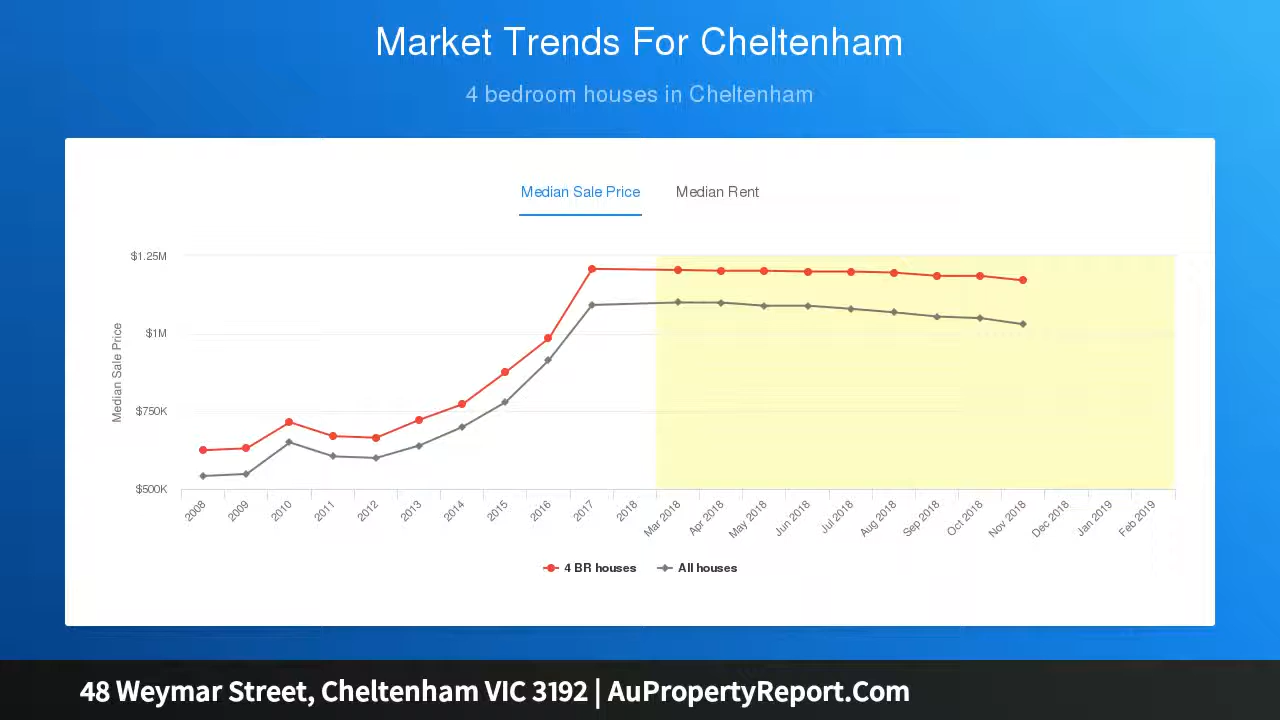 Market Trends For Cheltenham
4 bedroom houses in Cheltenham
Median Sale Price Median Rent
Median Sale Price
$1.25M
$1M
$750K
$500K
2008 2009 2010 2011 2012 2013 2014 2015 2016 2017 2018 Mar 2018 Apr 2018 May 2018 Jun 2018 Jul 2018 Aug 2018 Sep 2018 Oct 2018 Nov 2018 Dec 2018 Jan 2019 Feb 2019
4 BR houses All houses
48 Weymar Street, Cheltenham VIC 3192 | AuPropertyReport.Com